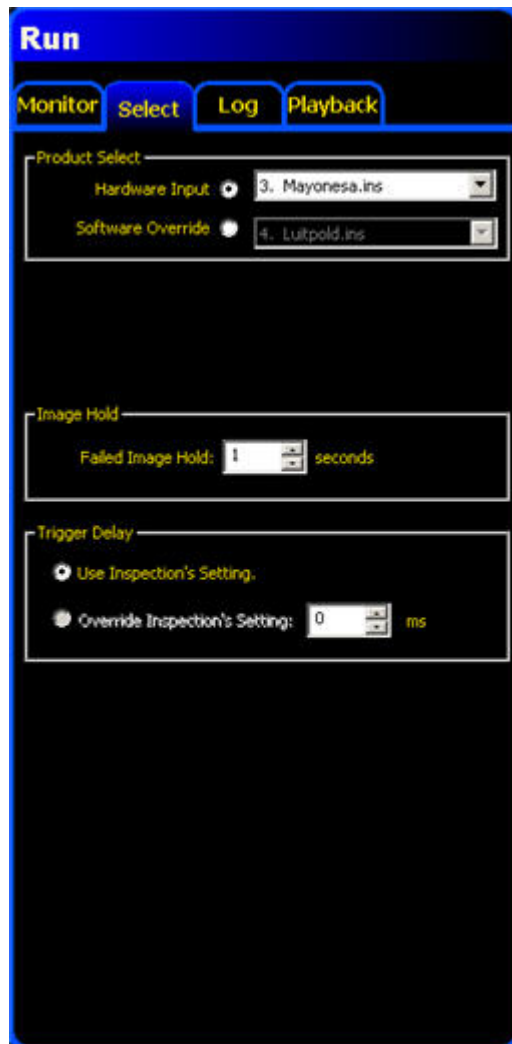 Run
Monitor Select Log Playback
Product Select
Hardware Input 3. Mayonesa.ins
Software Override 4. Luitpold.ins
Image Hold
Failed Image Hold: 1 seconds
Trigger Delay
Use Inspection's Setting.
Override Inspection's Setting: 0 ms